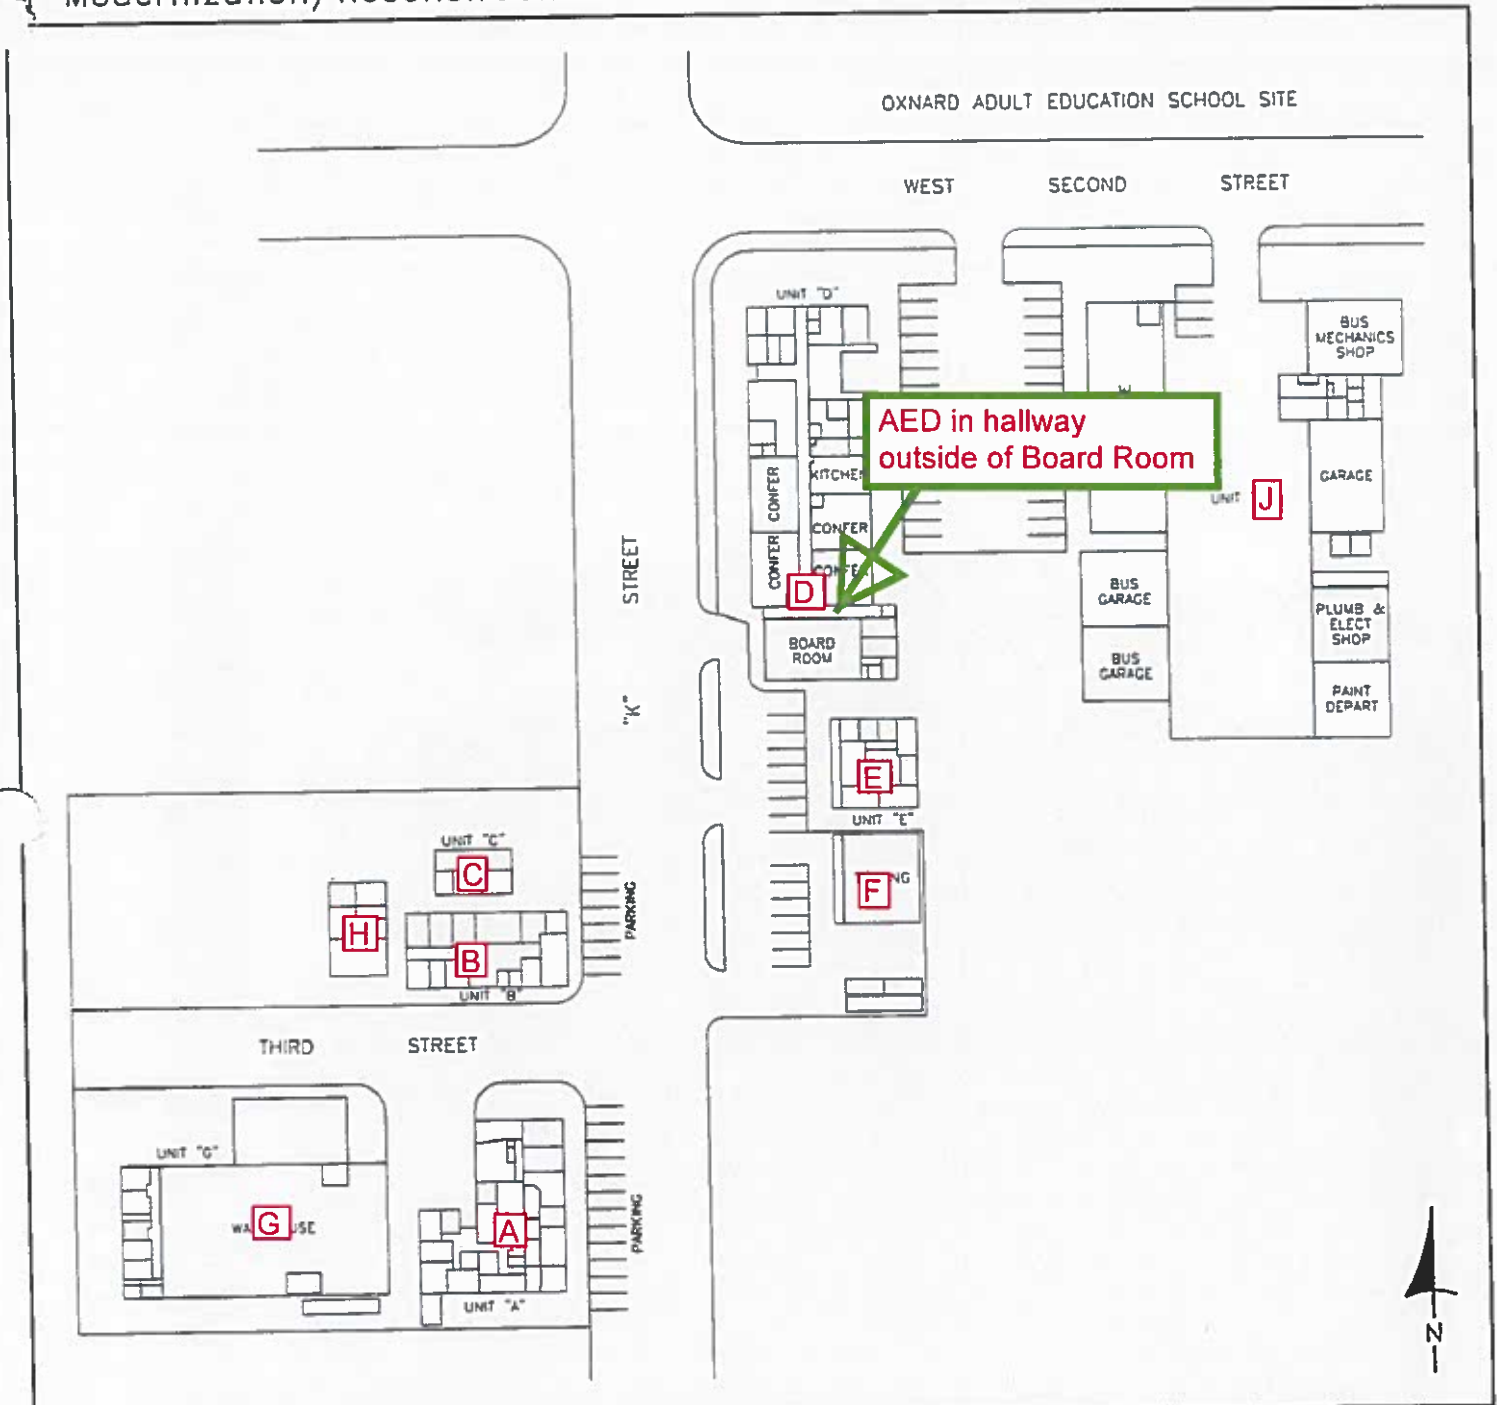 OXNARD ADULT EDUCATION SCHOOL SITE
WEST SECOND STREET
UNIT "D"
BUS
MECHANICS
SHOP
AED in hallway
outside of Board Room
CONFER
KITCHEN
GARAGE
UNIT J
CONFER
CONFER
D
BOARD
ROOM
BUS
GARAGE
BUS
GARAGE
PLUMB &
ELECT
SHOP
PAINT
DEPART
"K" STREET
E
UNIT "E"
F
UNIT "C"
C
H
B
UNIT "B"
PARKING
THIRD STREET
UNIT "G"
G
A
UNIT "A"
PARKING
N